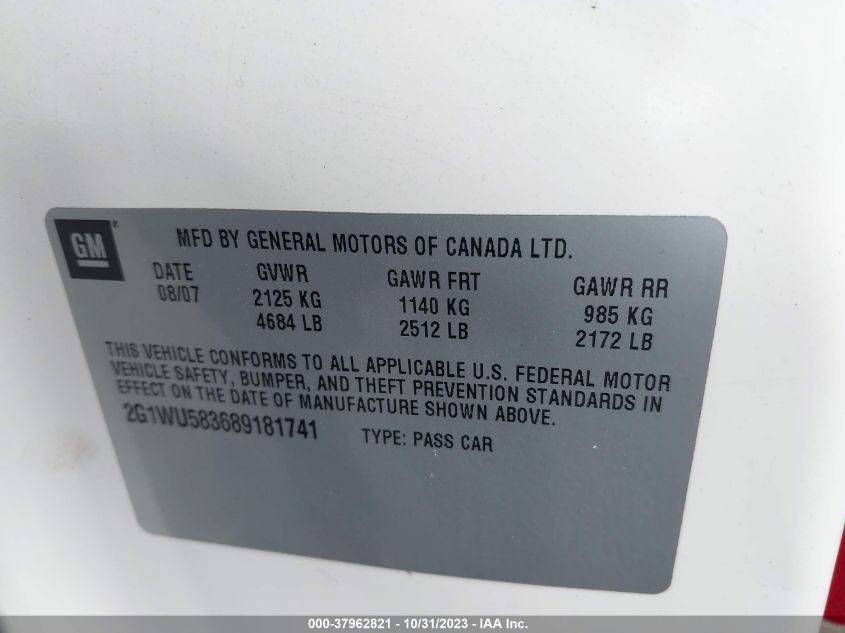 GM®
MFD BY GENERAL MOTORS OF CANADA LTD.
DATE GVWR GAWR FRT GAWR RR
08/07 2125 KG 1140 KG 985 KG
4684 LB 2512 LB 2172 LB
THIS VEHICLE CONFORMS TO ALL APPLICABLE U.S. FEDERAL MOTOR
VEHICLE SAFETY, BUMPER, AND THEFT PREVENTION STANDARDS IN
EFFECT ON THE DATE OF MANUFACTURE SHOWN ABOVE.
2G1WU583689181741 TYPE: PASS CAR
000-37962821 - 10/31/2023 - IAA Inc.